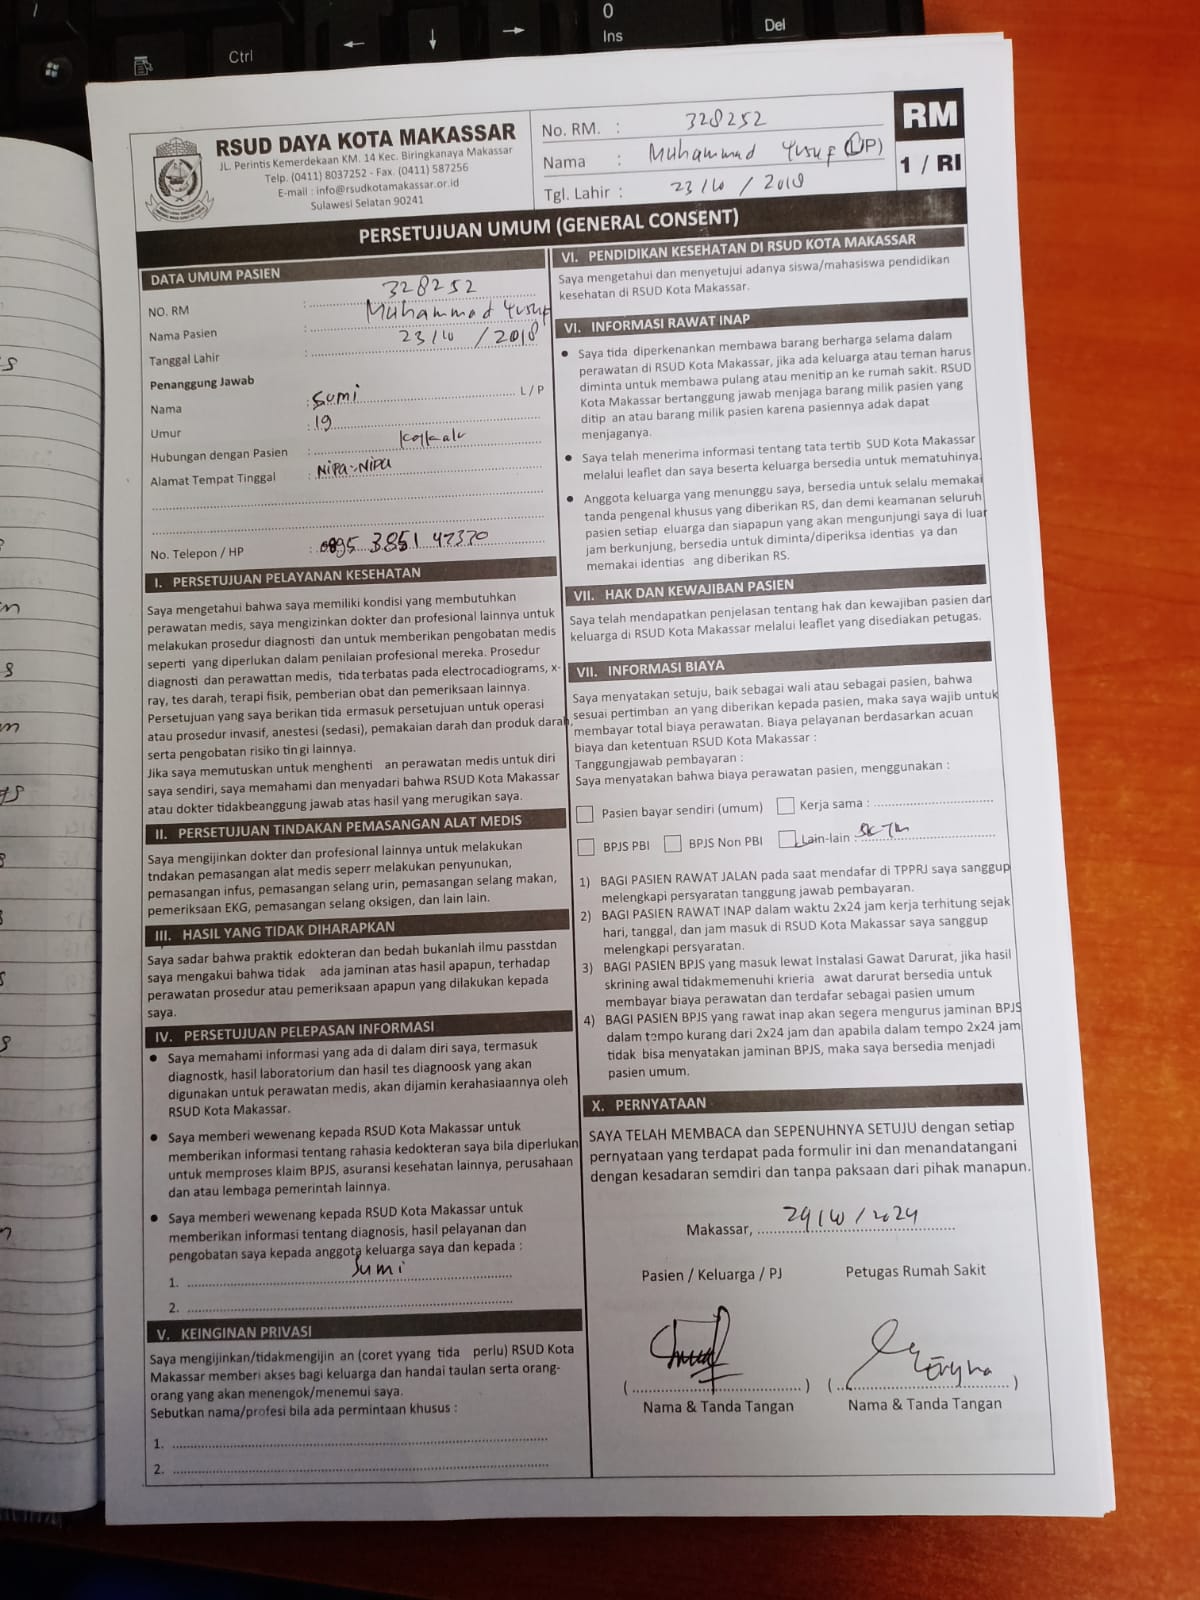 Ctrl
0
Ins
Del
RSUD DAYA KOTA MAKASSAR
JL. Perintis Kemerdekaan KM. 14 Kec. Biringkanaya Makassar
Telp. (0411) 8037252 - Fax. (0411) 587256
E-mail : info@rsudkotamakassar.or.id
Sulawesi Selatan 90241
No. RM. : 328252
Nama : Muhammad Yusuf (L/P)
Tgl. Lahir : 23/10/2018
RM
1 / RI
PERSETUJUAN UMUM (GENERAL CONSENT)
DATA UMUM PASIEN
NO. RM : 328252
Nama Pasien : Muhammad Yusuf
Tanggal Lahir : 23/10/2018
Penanggung Jawab
Nama : Sumi L / P
Umur : 19
Hubungan dengan Pasien :
Alamat Tempat Tinggal : Nipa-Nipa
No. Telepon / HP : 0895 3851 47370
I. PERSETUJUAN PELAYANAN KESEHATAN
Saya mengetahui bahwa saya memiliki kondisi yang membutuhkan
perawatan medis, saya mengizinkan dokter dan profesional lainnya untuk
melakukan prosedur diagnosti dan untuk memberikan pengobatan medis
seperti yang diperlukan dalam penilaian profesional mereka. Prosedur
diagnosti dan perawattan medis, tida terbatas pada electrocadiograms, x-
ray, tes darah, terapi fisik, pemberian obat dan pemeriksaan lainnya.
Persetujuan yang saya berikan tida ermasuk persetujuan untuk operasi
atau prosedur invasif, anestesi (sedasi), pemakaian darah dan produk darah,
serta pengobatan risiko tin gi lainnya.
Jika saya memutuskan untuk menghenti an perawatan medis untuk diri
saya sendiri, saya memahami dan menyadari bahwa RSUD Kota Makassar
atau dokter tidakbeanggung jawab atas hasil yang merugikan saya.
II. PERSETUJUAN TINDAKAN PEMASANGAN ALAT MEDIS
Saya mengijinkan dokter dan profesional lainnya untuk melakukan
tndakan pemasangan alat medis seperr melakukan penyunukan,
pemasangan infus, pemasangan selang urin, pemasangan selang makan,
pemeriksaan EKG, pemasangan selang oksigen, dan lain lain.
III. HASIL YANG TIDAK DIHARAPKAN
Saya sadar bahwa praktik edokteran dan bedah bukanlah ilmu passtdan
saya mengakui bahwa tidak ada jaminan atas hasil apapun, terhadap
perawatan prosedur atau pemeriksaan apapun yang dilakukan kepada
saya.
IV. PERSETUJUAN PELEPASAN INFORMASI
• Saya memahami informasi yang ada di dalam diri saya, termasuk
diagnostk, hasil laboratorium dan hasil tes diagnoosk yang akan
digunakan untuk perawatan medis, akan dijamin kerahasiaannya oleh
RSUD Kota Makassar.
• Saya memberi wewenang kepada RSUD Kota Makassar untuk
memberikan informasi tentang rahasia kedokteran saya bila diperlukan
untuk memproses klaim BPJS, asuransi kesehatan lainnya, perusahaan
dan atau lembaga pemerintah lainnya.
• Saya memberi wewenang kepada RSUD Kota Makassar untuk
memberikan informasi tentang diagnosis, hasil pelayanan dan
pengobatan saya kepada anggota keluarga saya dan kepada :
1. Sumi
2.
V. KEINGINAN PRIVASI
Saya mengijinkan/tidakmengijin an (coret yyang tida perlu) RSUD Kota
Makassar memberi akses bagi keluarga dan handai taulan serta orang-
orang yang akan menengok/menemui saya.
Sebutkan nama/profesi bila ada permintaan khusus :
1.
2.
VI. PENDIDIKAN KESEHATAN DI RSUD KOTA MAKASSAR
Saya mengetahui dan menyetujui adanya siswa/mahasiswa pendidikan
kesehatan di RSUD Kota Makassar.
VI. INFORMASI RAWAT INAP
• Saya tida diperkenankan membawa barang berharga selama dalam
perawatan di RSUD Kota Makassar, jika ada keluarga atau teman harus
diminta untuk membawa pulang atau menitip an ke rumah sakit. RSUD
Kota Makassar bertanggung jawab menjaga barang milik pasien yang
ditip an atau barang milik pasien karena pasiennya adak dapat
menjaganya.
• Saya telah menerima informasi tentang tata tertib SUD Kota Makassar
melalui leaflet dan saya beserta keluarga bersedia untuk mematuhinya.
• Anggota keluarga yang menunggu saya, bersedia untuk selalu memakai
tanda pengenal khusus yang diberikan RS, dan demi keamanan seluruh
pasien setiap eluarga dan siapapun yang akan mengunjungi saya di luar
jam berkunjung, bersedia untuk diminta/diperiksa identias ya dan
memakai identias ang diberikan RS.
VII. HAK DAN KEWAJIBAN PASIEN
Saya telah mendapatkan penjelasan tentang hak dan kewajiban pasien dan
keluarga di RSUD Kota Makassar melalui leaflet yang disediakan petugas.
VII. INFORMASI BIAYA
Saya menyatakan setuju, baik sebagai wali atau sebagai pasien, bahwa
sesuai pertimban an yang diberikan kepada pasien, maka saya wajib untuk
membayar total biaya perawatan. Biaya pelayanan berdasarkan acuan
biaya dan ketentuan RSUD Kota Makassar :
Tanggungjawab pembayaran :
Saya menyatakan bahwa biaya perawatan pasien, menggunakan :
Pasien bayar sendiri (umum) Kerja sama :
BPJS PBI BPJS Non PBI Lain-lain :
1) BAGI PASIEN RAWAT JALAN pada saat mendafar di TPPRJ saya sanggup
melengkapi persyaratan tanggung jawab pembayaran.
2) BAGI PASIEN RAWAT INAP dalam waktu 2x24 jam kerja terhitung sejak
hari, tanggal, dan jam masuk di RSUD Kota Makassar saya sanggup
melengkapi persyaratan.
3) BAGI PASIEN BPJS yang masuk lewat Instalasi Gawat Darurat, jika hasil
skrining awal tidakmemenuhi krieria awat darurat bersedia untuk
membayar biaya perawatan dan terdafar sebagai pasien umum
4) BAGI PASIEN BPJS yang rawat inap akan segera mengurus jaminan BPJS
dalam tempo kurang dari 2x24 jam dan apabila dalam tempo 2x24 jam
tidak bisa menyatakan jaminan BPJS, maka saya bersedia menjadi
pasien umum.
X. PERNYATAAN
SAYA TELAH MEMBACA dan SEPENUHNYA SETUJU dengan setiap
pernyataan yang terdapat pada formulir ini dan menandatangani
dengan kesadaran semdiri dan tanpa paksaan dari pihak manapun.
Makassar, 29/10/2024
Pasien / Keluarga / PJ Petugas Rumah Sakit
Nama & Tanda Tangan Nama & Tanda Tangan